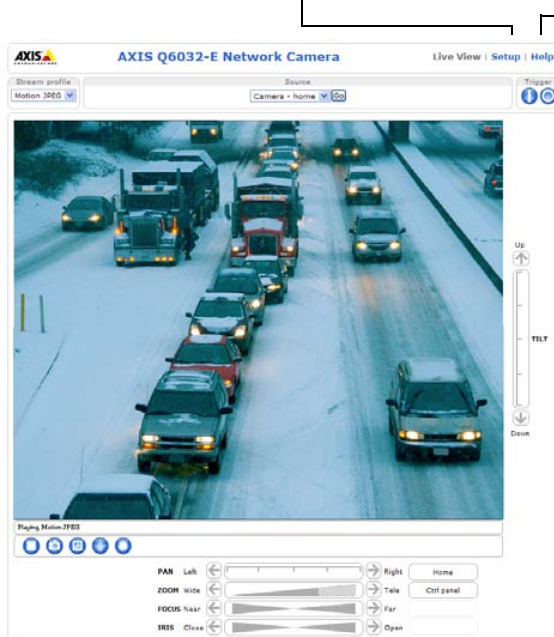 AXIS
COMMUNICATIONS
AXIS Q6032-E Network Camera
Live View | Setup | Help
Stream profile
Motion JPEG
Source
Camera - home
Go
Trigger
Up
TILT
Down
Playing Motion JPEG
PAN Left Right Home
ZOOM Wide Tele Ctrl panel
FOCUS Near Far
IRIS Close Open